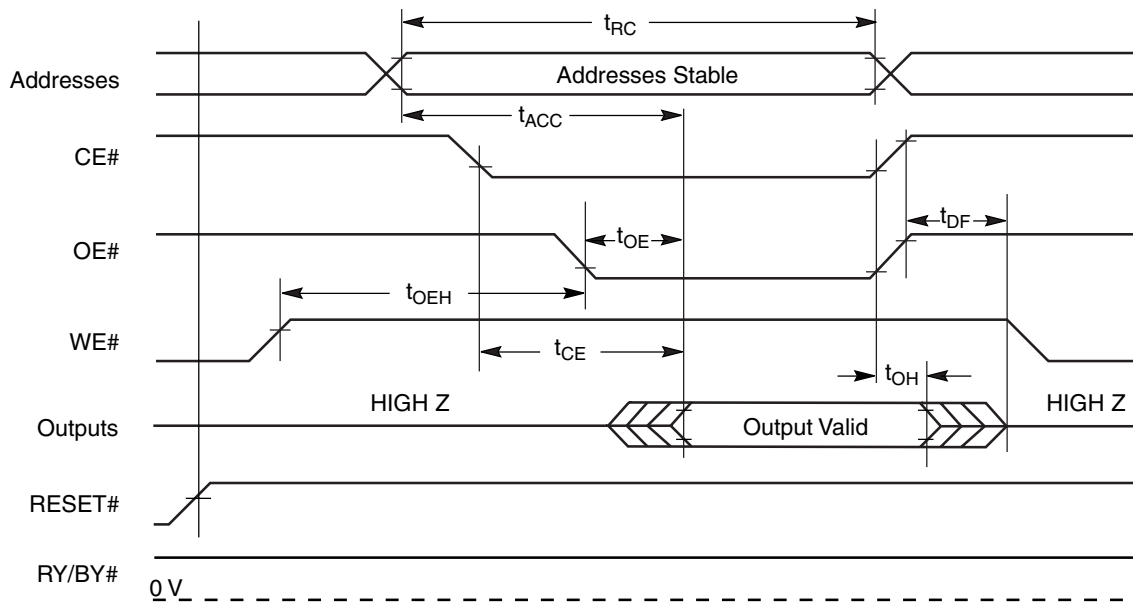 tRC
Addresses
Addresses Stable
tACC
CE#
tDF
OE#
tOE
tOEH
WE#
tCE
tOH
HIGH Z
HIGH Z
Outputs
Output Valid
RESET#
RY/BY#
0 V